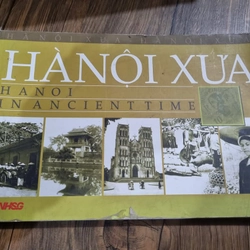 HÀNỘI XƯA
HANOI
IN ANCIENT TIME
NHSG